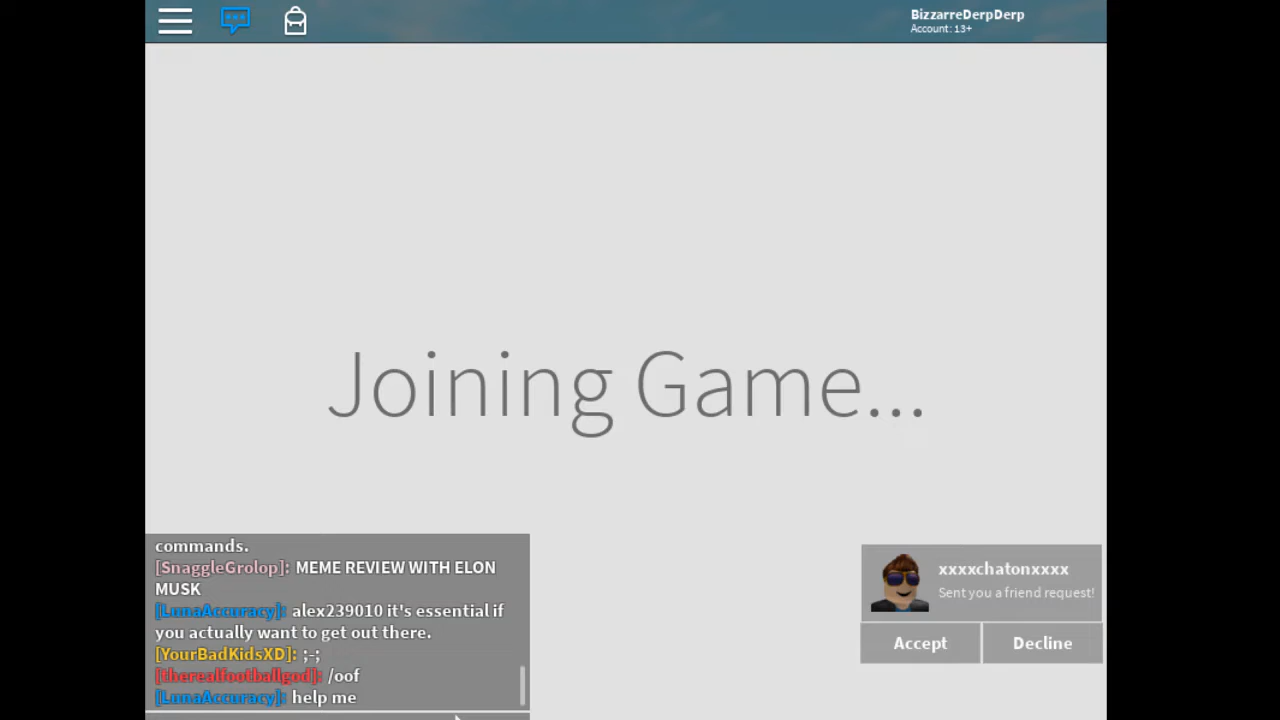 BizzarreDerpDerp
Account: 13+
Joining Game...
commands.
[SnaggleGrolop]: MEME REVIEW WITH ELON
MUSK
[LunaAccuracy]: alex239010 it's essential if
you actually want to get out there.
[YourBadKidsXD]: ;-;
[therealfootballgod]: /oof
[LunaAccuracy]: help me
xxxxchatonxxxx
Sent you a friend request!
Accept
Decline